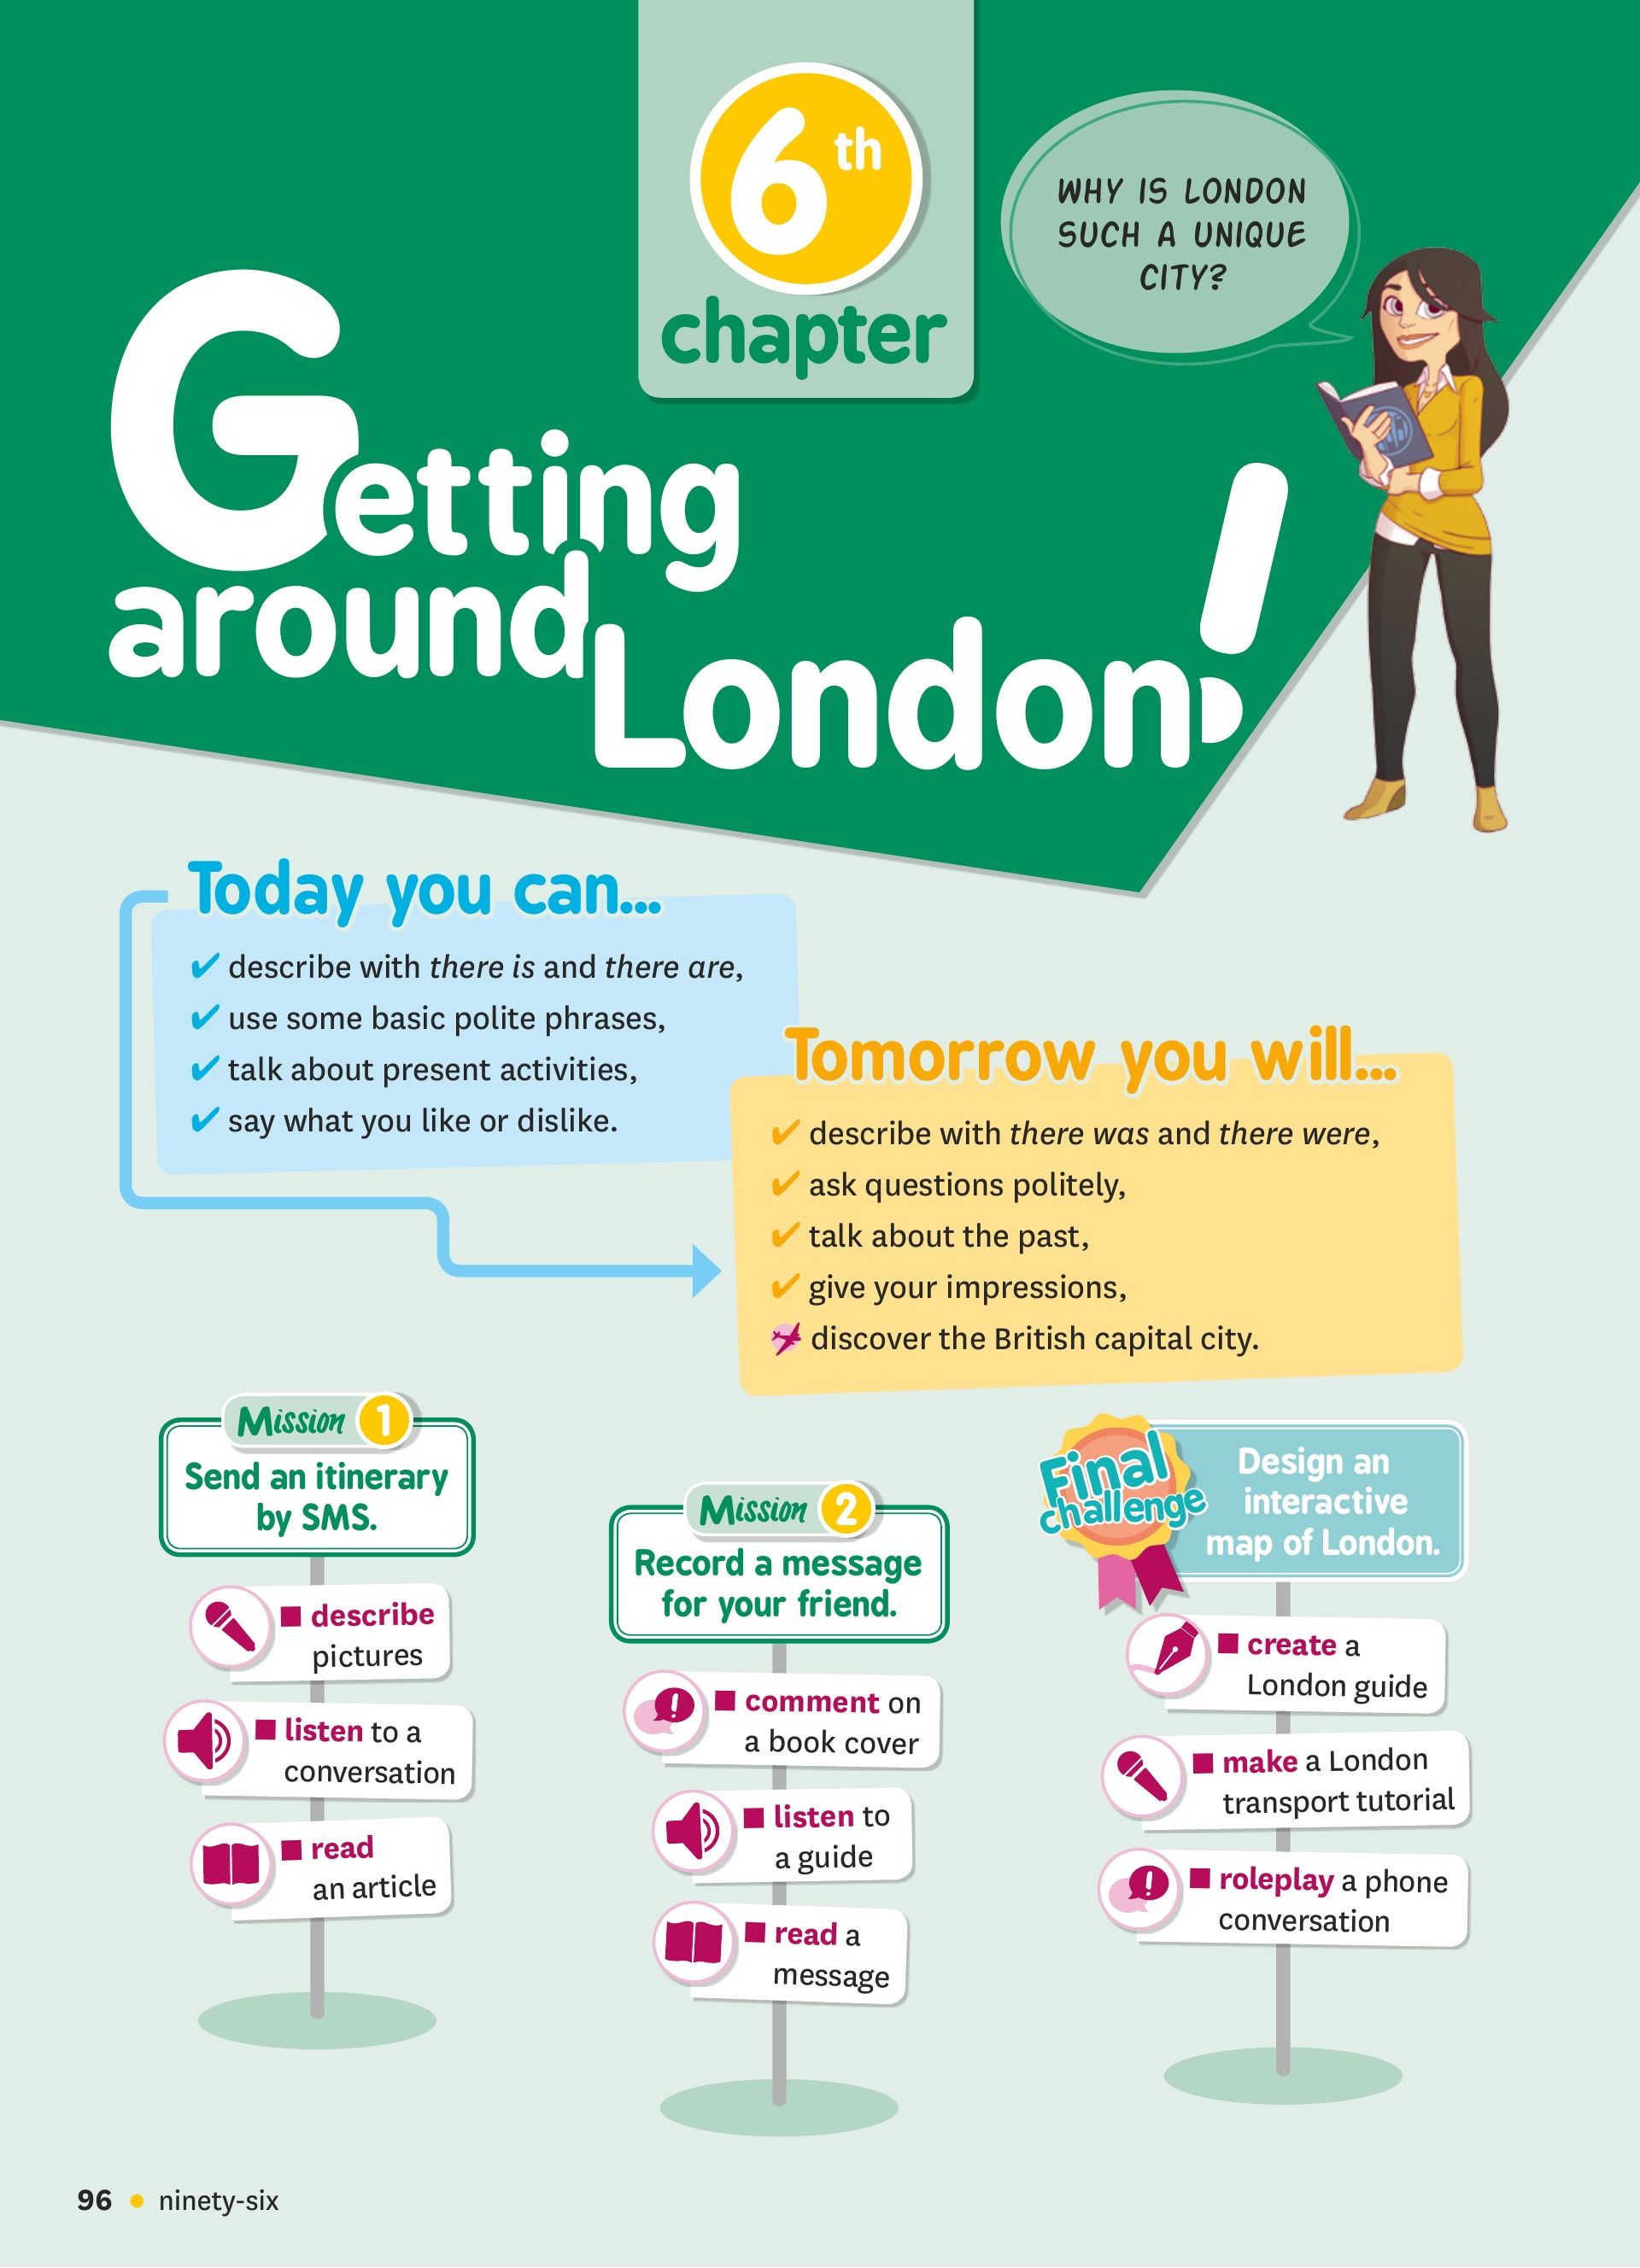 6th
chapter
WHY IS LONDON
SUCH A UNIQUE
CITY?
Getting
around
London!
Today you can...
✔ describe with there is and there are,
✔ use some basic polite phrases,
✔ talk about present activities,
✔ say what you like or dislike.
Tomorrow you will...
✔ describe with there was and there were,
✔ ask questions politely,
✔ talk about the past,
✔ give your impressions,
discover the British capital city.
Mission 1
Send an itinerary
by SMS.
■ describe
pictures
■ listen to a
conversation
■ read
an article
Mission 2
Record a message
for your friend.
■ comment on
a book cover
■ listen to
a guide
■ read a
message
Final
challenge
Design an
interactive
map of London.
■ create a
London guide
■ make a London
transport tutorial
■ roleplay a phone
conversation
96 • ninety-six